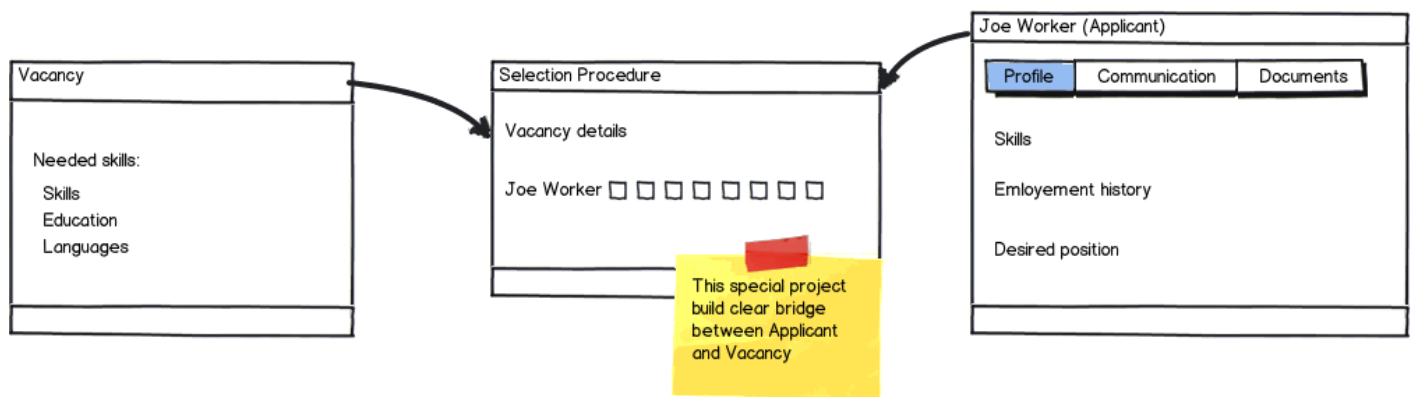 Vacancy
Needed skills:
Skills
Education
Languages
Selection Procedure
Vacancy details
Joe Worker
This special project
build clear bridge
between Applicant
and Vacancy
Joe Worker (Applicant)
Profile Communication Documents
Skills
Emloyement history
Desired position